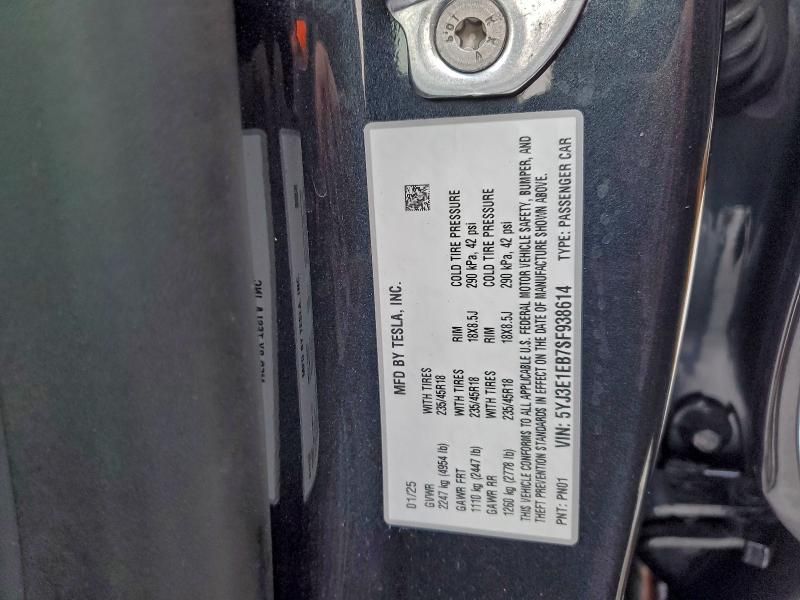 MFD BY TESLA, INC.
01/25
GVWR WITH TIRES RIM COLD TIRE PRESSURE
2247 kg (4954 lb) 235/45R18 18X8.5J 290 kPa, 42 psi
GAWR FRT WITH TIRES RIM COLD TIRE PRESSURE
1110 kg (2447 lb) 235/45R18 18X8.5J 290 kPa, 42 psi
GAWR RR
1260 kg (2778 lb) 235/45R18
THIS VEHICLE CONFORMS TO ALL APPLICABLE U.S. FEDERAL MOTOR VEHICLE SAFETY, BUMPER, AND
THEFT PREVENTION STANDARDS IN EFFECT ON THE DATE OF MANUFACTURE SHOWN ABOVE.
PNT: PN01 VIN: 5YJ3E1EB7SF938614 TYPE: PASSENGER CAR